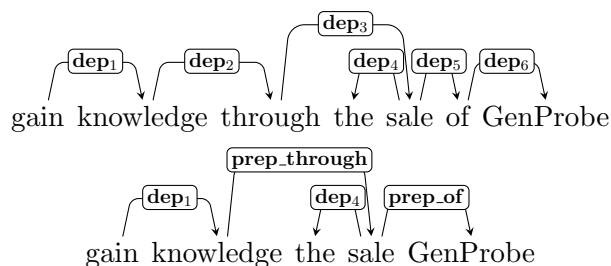 dep₃
dep₁ dep₂ dep₄ dep₅ dep₆
gain knowledge through the sale of GenProbe
prep_through
dep₁ dep₄ prep_of
gain knowledge the sale GenProbe